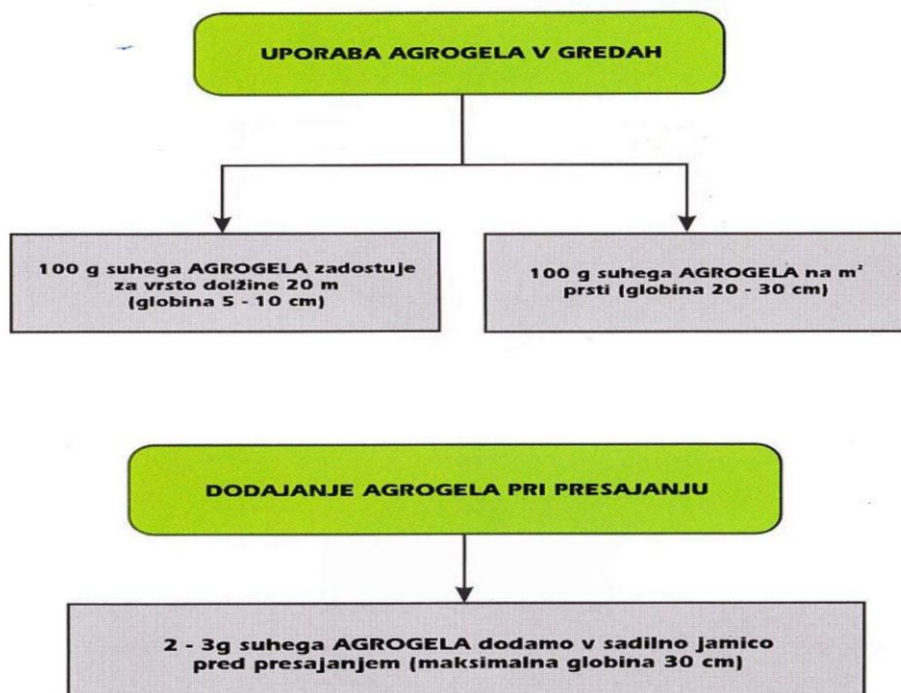 UPORABA AGROGELA V GREDAH
100 g suhega AGROGELA zadostuje
za vrsto dolžine 20 m
(globina 5 - 10 cm)
100 g suhega AGROGELA na m²
prsti (globina 20 - 30 cm)
DODAJANJE AGROGELA PRI PRESAJANJU
2 - 3g suhega AGROGELA dodamo v sadilno jamico
pred presajanjem (maksimalna globina 30 cm)